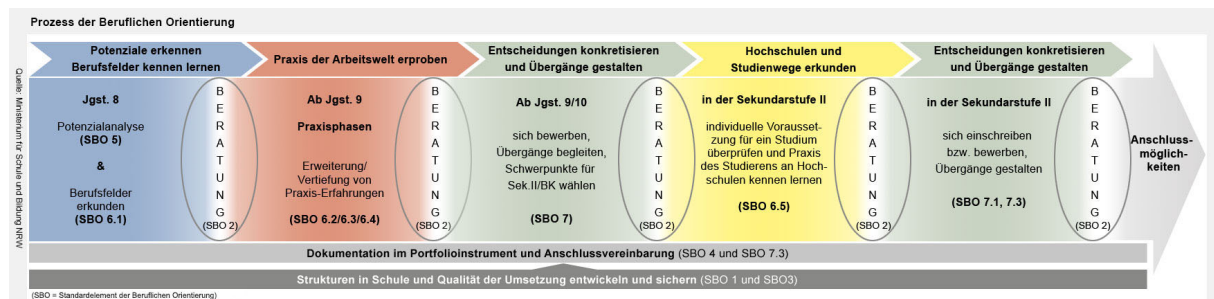 Prozess der Beruflichen Orientierung
Potenziale erkennen
Berufsfelder kennen lernen
Praxis der Arbeitswelt erproben
Entscheidungen konkretisieren
und Übergänge gestalten
Hochschulen und
Studienwege erkunden
Entscheidungen konkretisieren
und Übergänge gestalten
Quelle: Ministerium für Schule und Bildung NRW
Jgst. 8
Potenzialanalyse
(SBO 5)
&
Berufsfelder
erkunden
(SBO 6.1)
BERATUNG
(SBO 2)
Ab Jgst. 9
Praxisphasen
Erweiterung/
Vertiefung von
Praxis-Erfahrungen
(SBO 6.2/6.3/6.4)
BERATUNG
(SBO 2)
Ab Jgst. 9/10
sich bewerben,
Übergänge begleiten,
Schwerpunkte für
Sek.II/BK wählen
(SBO 7)
BERATUNG
(SBO 2)
in der Sekundarstufe II
individuelle Vorausset-
zung für ein Studium
überprüfen und Praxis
des Studierens an Hoch-
schulen kennen lernen
(SBO 6.5)
BERATUNG
(SBO 2)
in der Sekundarstufe II
sich einschreiben
bzw. bewerben,
Übergänge gestalten
(SBO 7.1, 7.3)
BERATUNG
(SBO 2)
Anschluss-
möglich-
keiten
Dokumentation im Portfolioinstrument und Anschlussvereinbarung (SBO 4 und SBO 7.3)
Strukturen in Schule und Qualität der Umsetzung entwickeln und sichern (SBO 1 und SBO3)
(SBO = Standardelement der Beruflichen Orientierung)